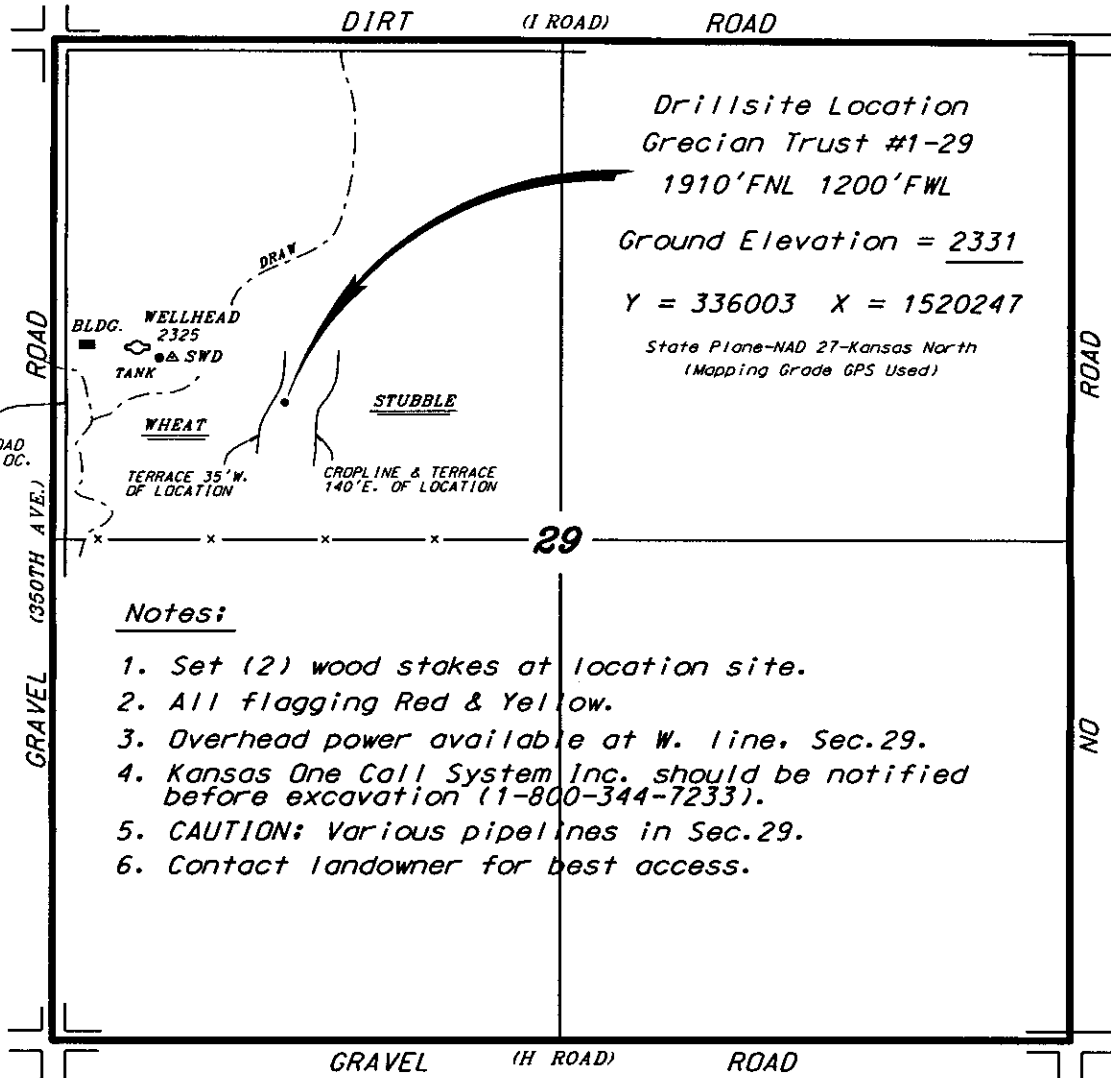 DIRT (I ROAD) ROAD
Drillsite Location
Grecian Trust #1-29
1910'FNL 1200'FWL
Ground Elevation = 2331
Y = 336003 X = 1520247
State Plane-NAD 27-Kansas North
(Mapping Grade GPS Used)
DRAW
BLDG.
WELLHEAD
2325
SWD
TANK
WHEAT
STUBBLE
TERRACE 35'W.
OF LOCATION
CROPLINE & TERRACE
140'E. OF LOCATION
OAD
OC.
GRAVEL (350TH AVE.) ROAD
NO ROAD
x x x x
29
Notes:
1. Set (2) wood stakes at location site.
2. All flagging Red & Yellow.
3. Overhead power available at W. line, Sec.29.
4. Kansas One Call System Inc. should be notified
before excavation (1-800-344-7233).
5. CAUTION: Various pipelines in Sec.29.
6. Contact landowner for best access.
GRAVEL (H ROAD) ROAD